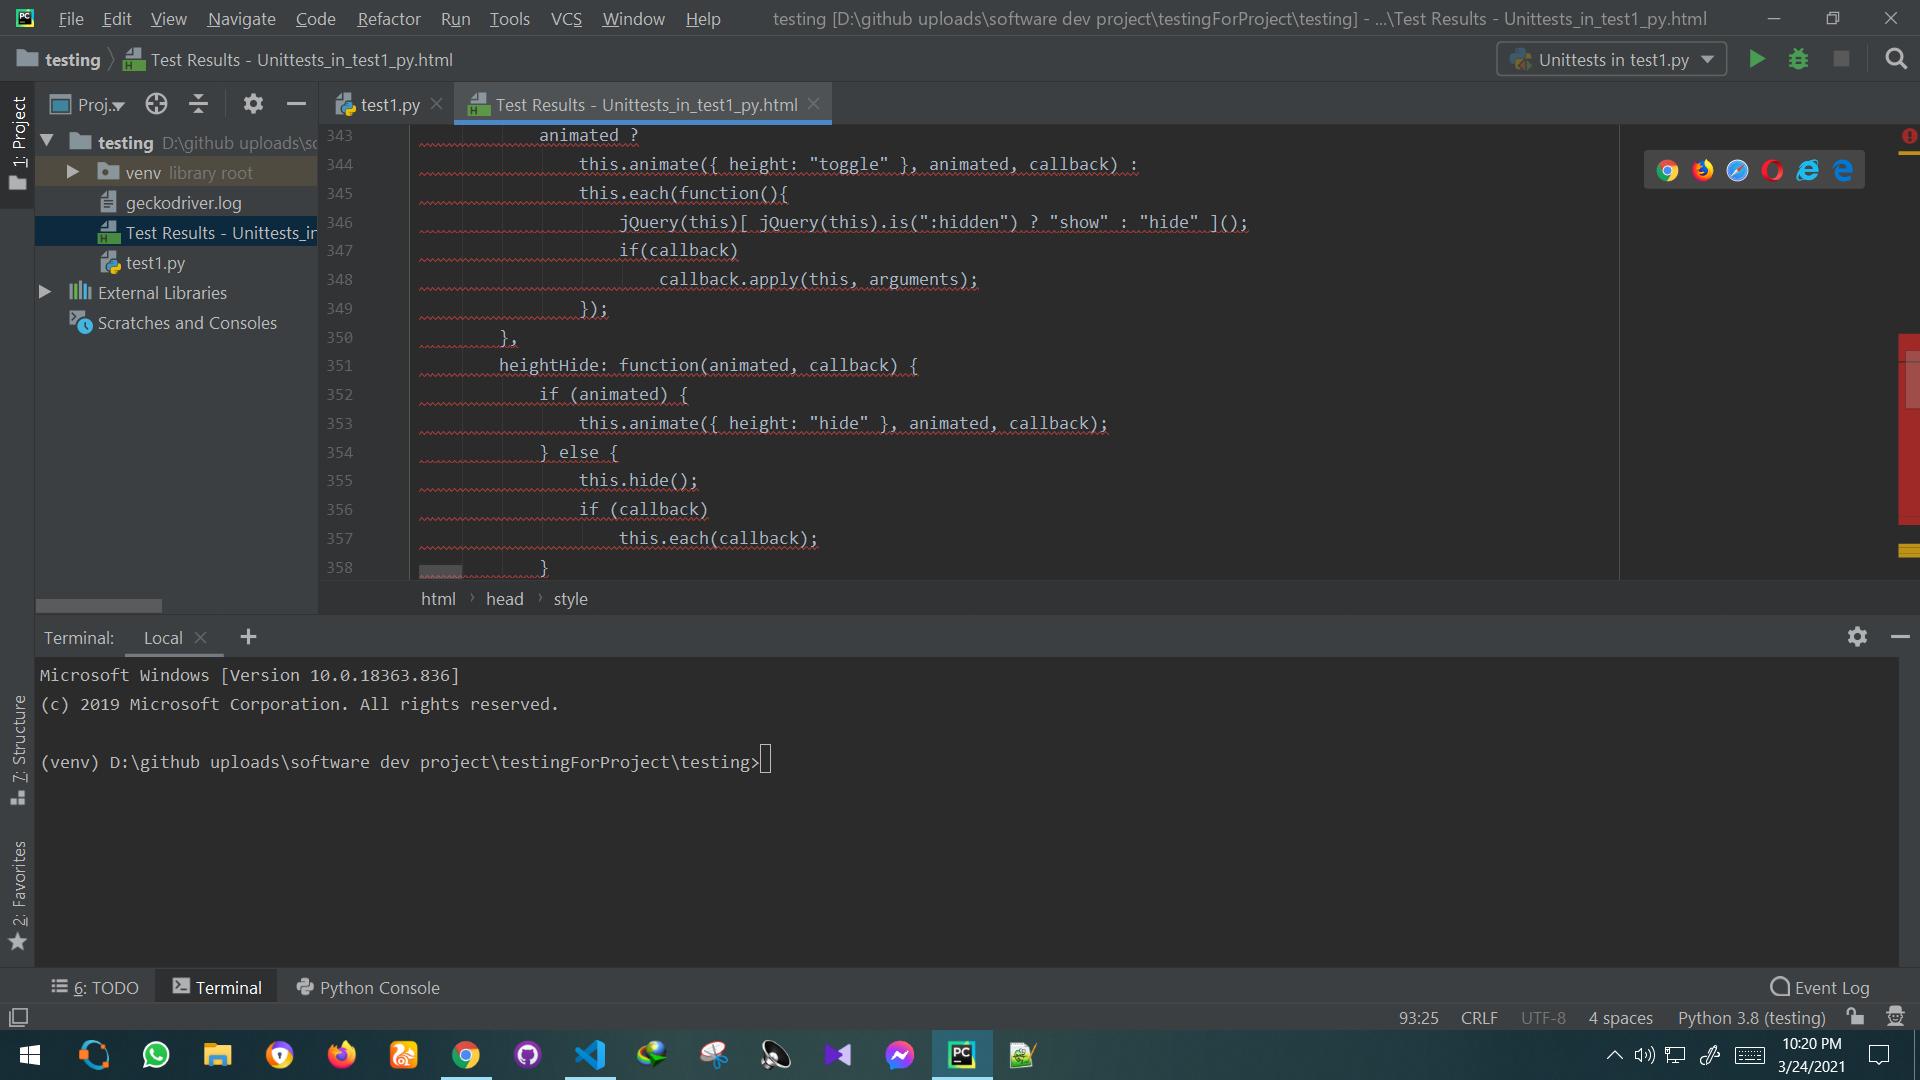 File Edit View Navigate Code Refactor Run Tools VCS Window Help testing [D:\github uploads\software dev project\testingForProject\testing] - ...\Test Results - Unittests_in_test1_py.html
testing Test Results - Unittests_in_test1_py.html
Unittests in test1.py
1: Project
Proj..
test1.py
Test Results - Unittests_in_test1_py.html
testing D:\github uploads\so
venv library root
geckodriver.log
Test Results - Unittests_in
test1.py
External Libraries
Scratches and Consoles
343 animated ?
344 this.animate({ height: "toggle" }, animated, callback) :
345 this.each(function(){
346 jQuery(this)[ jQuery(this).is(":hidden") ? "show" : "hide" ]();
347 if(callback)
348 callback.apply(this, arguments);
349 });
350 },
351 heightHide: function(animated, callback) {
352 if (animated) {
353 this.animate({ height: "hide" }, animated, callback);
354 } else {
355 this.hide();
356 if (callback)
357 this.each(callback);
358 }
html head style
Terminal: Local
Microsoft Windows [Version 10.0.18363.836]
(c) 2019 Microsoft Corporation. All rights reserved.
(venv) D:\github uploads\software dev project\testingForProject\testing>
7: Structure
2: Favorites
6: TODO Terminal Python Console Event Log
93:25 CRLF UTF-8 4 spaces Python 3.8 (testing)
10:20 PM
3/24/2021